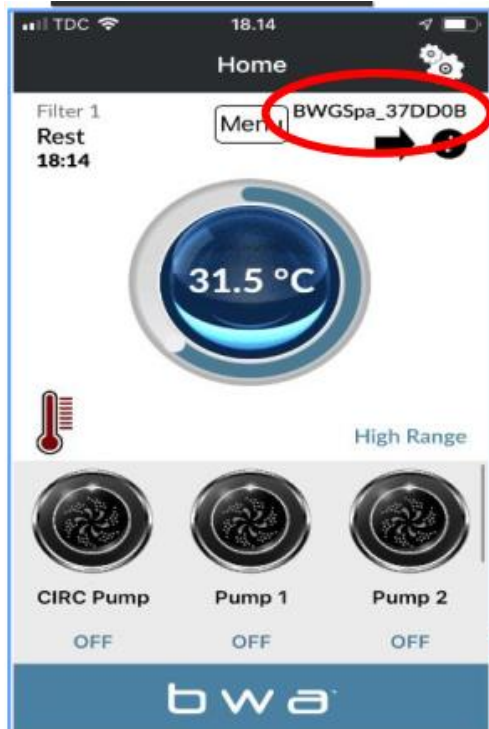 TDC 18.14
Home
Filter 1
Rest
18:14
Menu
BWGSpa_37DD0B
31.5 °C
High Range
CIRC Pump Pump 1 Pump 2
OFF OFF OFF
bwa